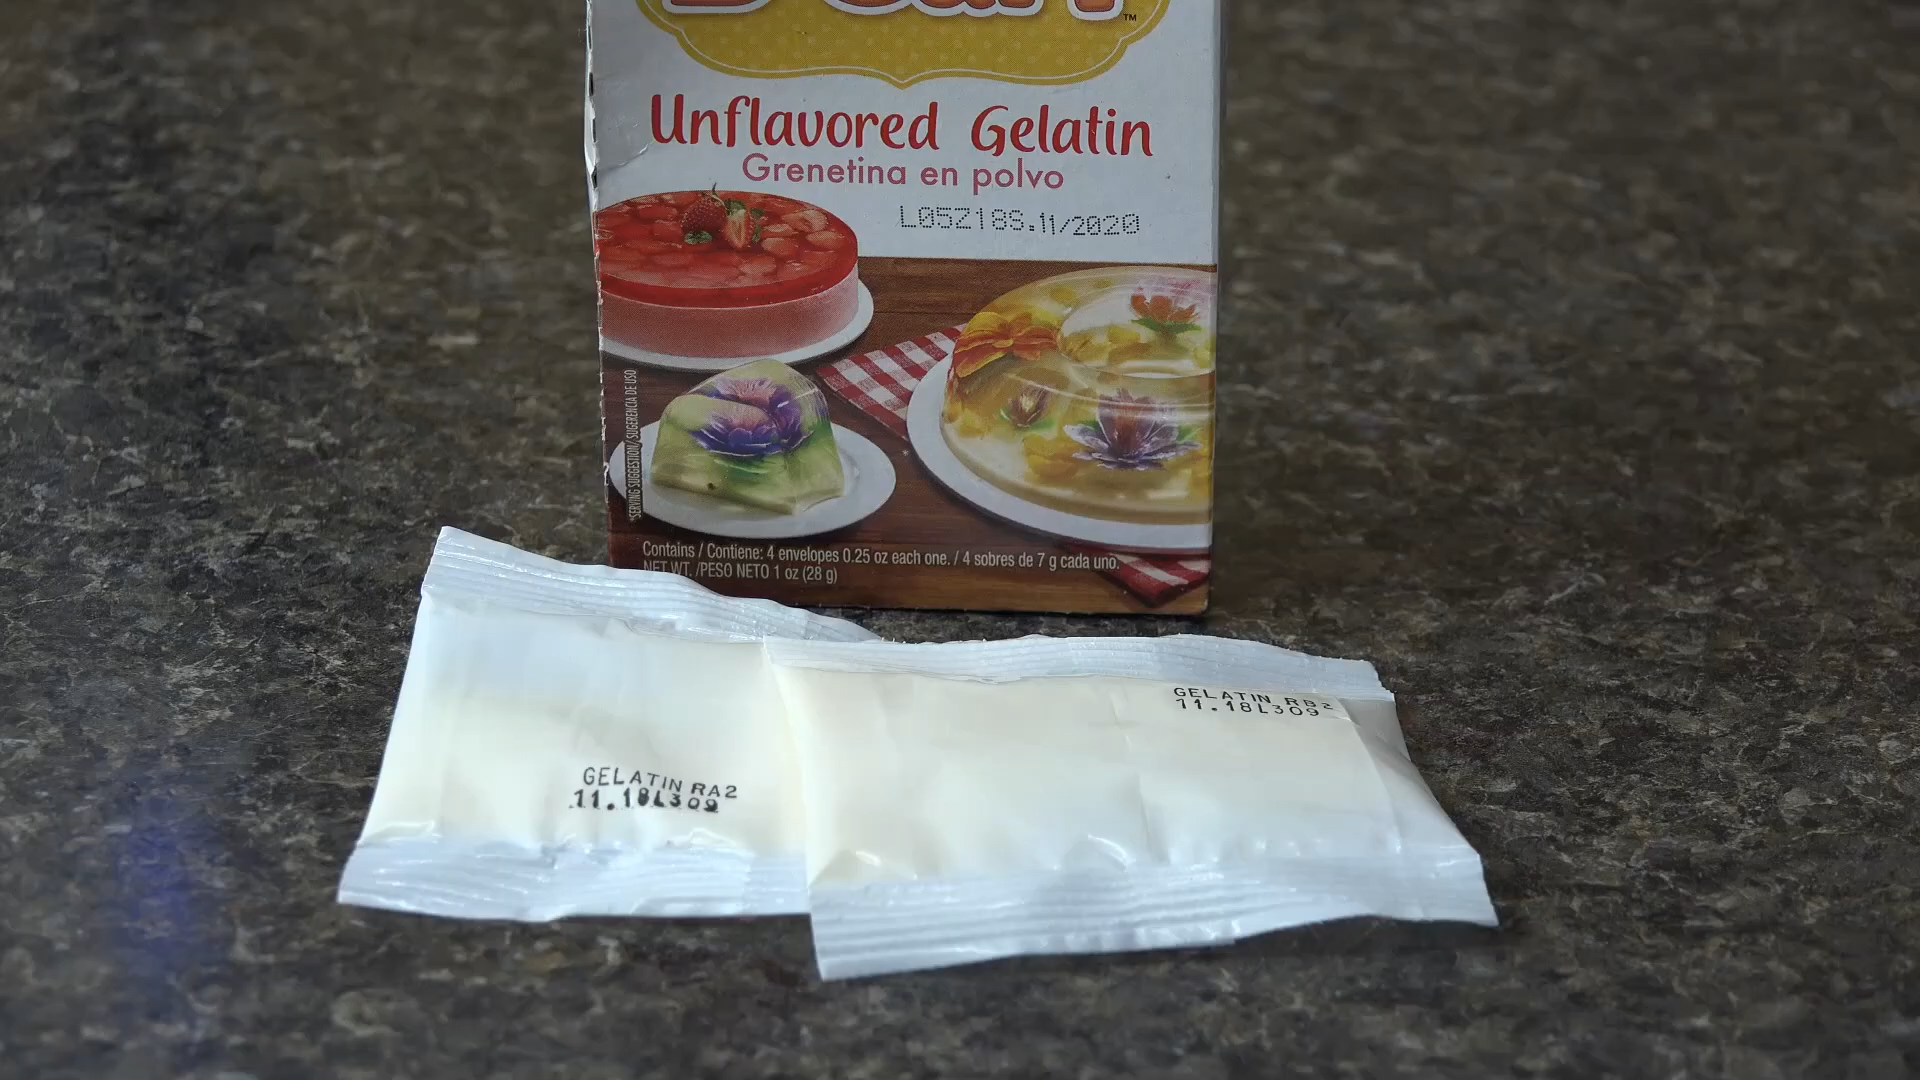 ™
Unflavored Gelatin
Grenetina en polvo
L05218S.11/2020
*SERVING SUGGESTION/SUGERENCIA DE USO
Contains / Contiene: 4 envelopes 0.25 oz each one. / 4 sobres de 7 g cada uno.
NET WT. /PESO NETO 1 oz (28 g)
GELATIN RB2
11.18L309
GELATIN RA2
11.18L309